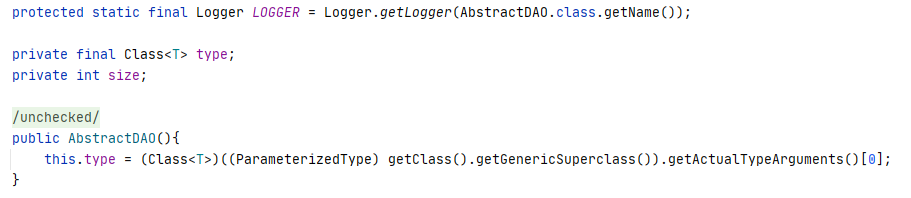 protected static final Logger LOGGER = Logger.getLogger(AbstractDAO.class.getName());
private final Class<T> type;
private int size;
/unchecked/
public AbstractDAO(){
this.type = (Class<T>)((ParameterizedType) getClass().getGenericSuperclass()).getActualTypeArguments()[0];
}